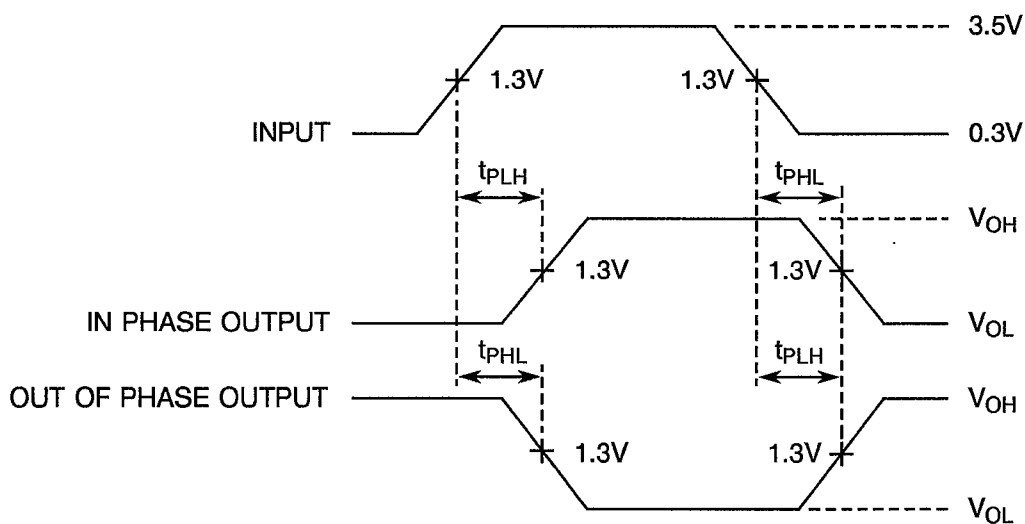 3.5V
1.3V 1.3V
INPUT 0.3V
tPLH tPHL
VOH
1.3V 1.3V
IN PHASE OUTPUT VOL
tPHL tPLH
OUT OF PHASE OUTPUT VOH
1.3V 1.3V
VOL